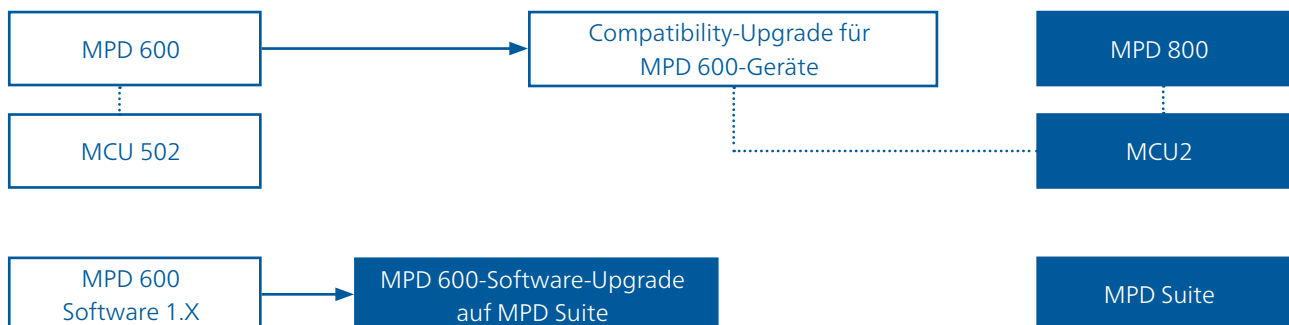 MPD 600
Compatibility-Upgrade für
MPD 600-Geräte
MPD 800
MCU 502
MCU2
MPD 600
Software 1.X
MPD 600-Software-Upgrade
auf MPD Suite
MPD Suite